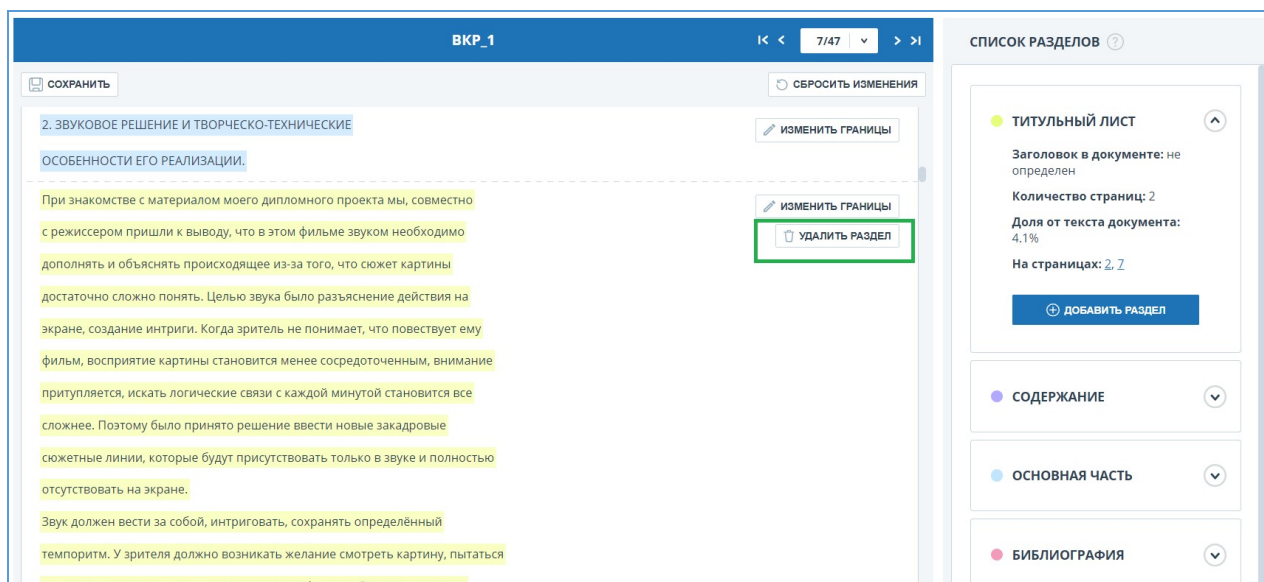 ВКР_1
7/47
СПИСОК РАЗДЕЛОВ ?
СОХРАНИТЬ
СБРОСИТЬ ИЗМЕНЕНИЯ
2. ЗВУКОВОЕ РЕШЕНИЕ И ТВОРЧЕСКО-ТЕХНИЧЕСКИЕ
ИЗМЕНИТЬ ГРАНИЦЫ
ОСОБЕННОСТИ ЕГО РЕАЛИЗАЦИИ.
При знакомстве с материалом моего дипломного проекта мы, совместно
ИЗМЕНИТЬ ГРАНИЦЫ
с режиссером пришли к выводу, что в этом фильме звуком необходимо
УДАЛИТЬ РАЗДЕЛ
дополнять и объяснять происходящее из-за того, что сюжет картины
достаточно сложно понять. Целью звука было разъяснение действия на
экране, создание интриги. Когда зритель не понимает, что повествует ему
фильм, восприятие картины становится менее сосредоточенным, внимание
притупляется, искать логические связи с каждой минутой становится все
сложнее. Поэтому было принято решение ввести новые закадровые
сюжетные линии, которые будут присутствовать только в звуке и полностью
отсутствовать на экране.
Звук должен вести за собой, интриговать, сохранять определённый
темпоритм. У зрителя должно возникать желание смотреть картину, пытаться
ТИТУЛЬНЫЙ ЛИСТ
Заголовок в документе: не
определен
Количество страниц: 2
Доля от текста документа:
4.1%
На страницах: 2, 7
ДОБАВИТЬ РАЗДЕЛ
СОДЕРЖАНИЕ
ОСНОВНАЯ ЧАСТЬ
БИБЛИОГРАФИЯ